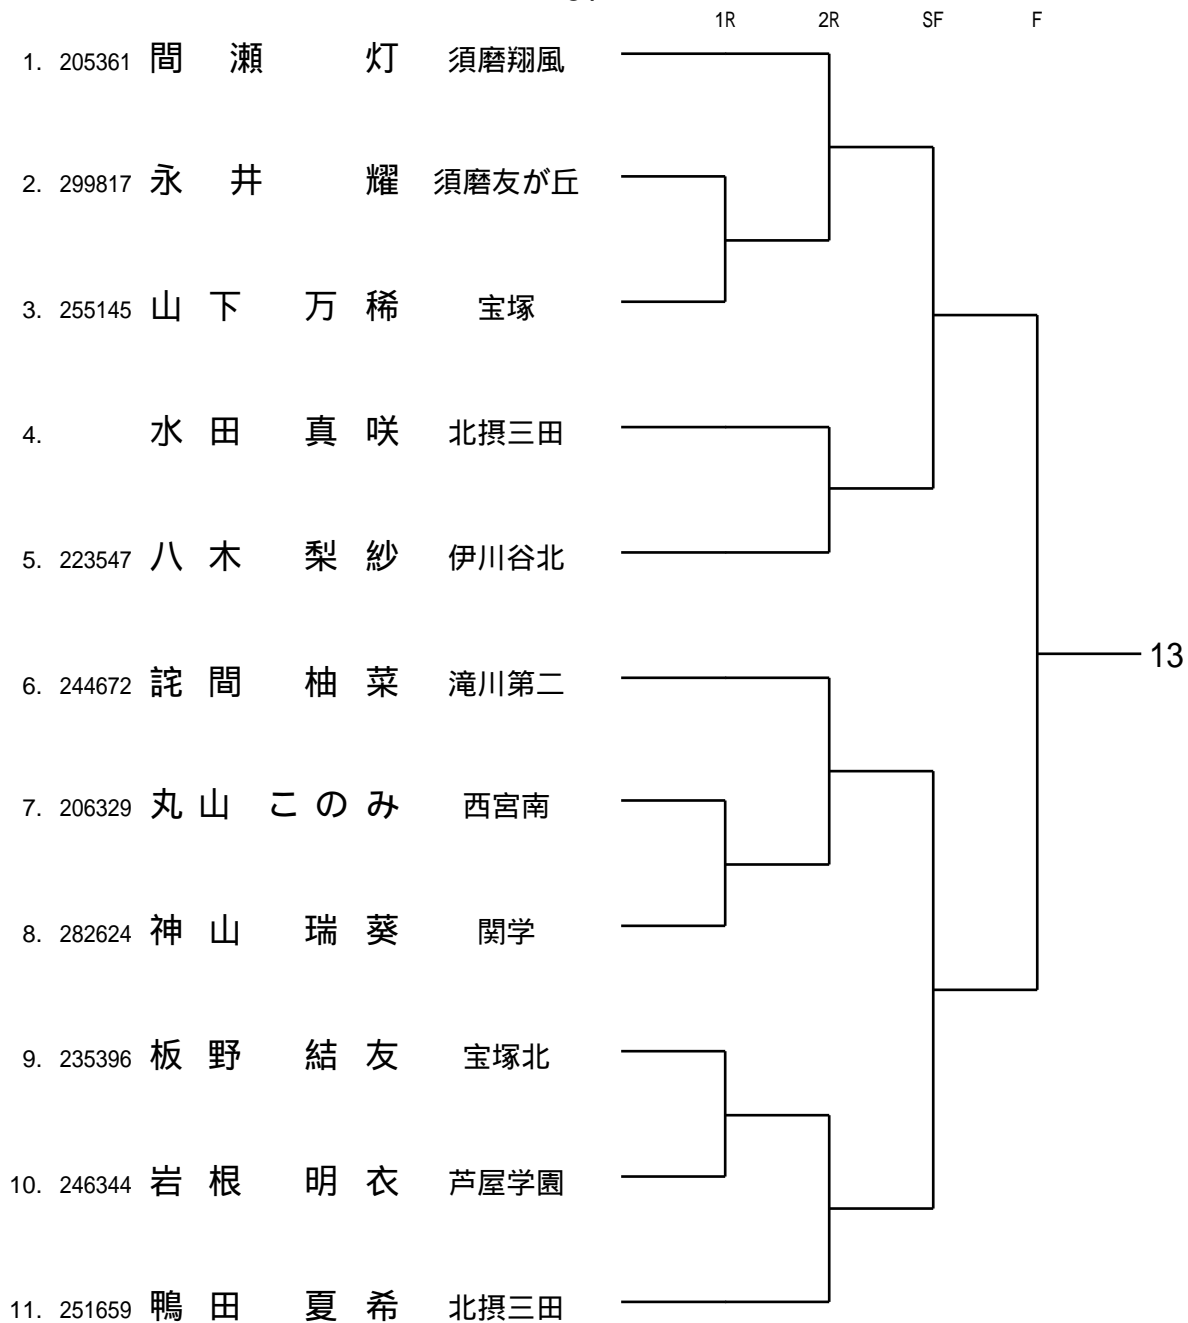 1R 2R SF F
1. 205361 間 瀬 灯 須磨翔風
2. 299817 永 井 耀 須磨友が丘
3. 255145 山 下 万 稀 宝塚
4. 水 田 真 咲 北摂三田
5. 223547 八 木 梨 紗 伊川谷北
6. 244672 詫 間 柚 菜 滝川第二
13
7. 206329 丸 山 こ の み 西宮南
8. 282624 神 山 瑞 葵 関学
9. 235396 板 野 結 友 宝塚北
10. 246344 岩 根 明 衣 芦屋学園
11. 251659 鴨 田 夏 希 北摂三田